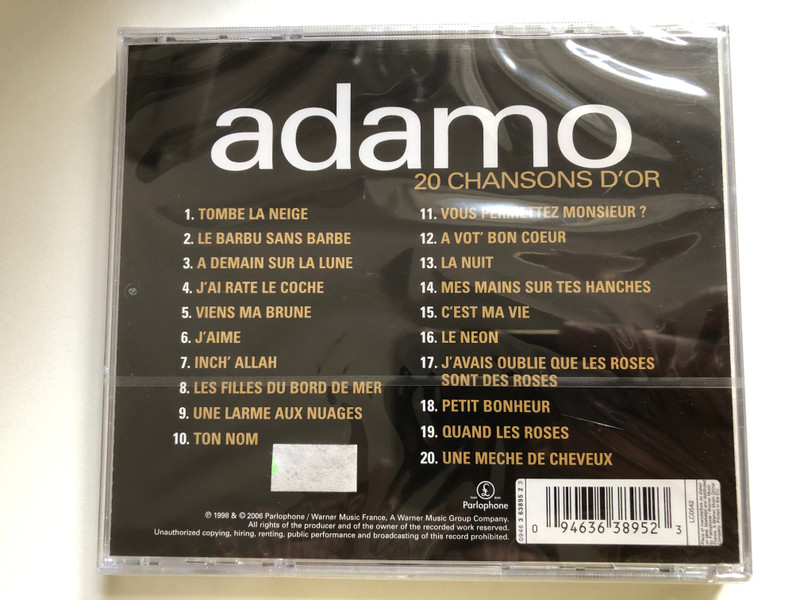 adamo
20 CHANSONS D'OR
1. TOMBE LA NEIGE
2. LE BARBU SANS BARBE
3. A DEMAIN SUR LA LUNE
4. J'AI RATE LE COCHE
5. VIENS MA BRUNE
6. J'AIME
7. INCH' ALLAH
8. LES FILLES DU BORD DE MER
9. UNE LARME AUX NUAGES
10. TON NOM
11. VOUS PERMETTEZ MONSIEUR ?
12. A VOT' BON COEUR
13. LA NUIT
14. MES MAINS SUR TES HANCHES
15. C'EST MA VIE
16. LE NEON
17. J'AVAIS OUBLIE QUE LES ROSES
SONT DES ROSES
18. PETIT BONHEUR
19. QUAND LES ROSES
20. UNE MECHE DE CHEVEUX
℗ 1998 & © 2006 Parlophone / Warner Music France, A Warner Music Group Company.
All rights of the producer and of the owner of the recorded work reserved.
Unauthorized copying, hiring, renting, public performance and broadcasting of this record prohibited.
Parlophone
0946 3 63895 2 3
0 94636 38952 3
LC0542